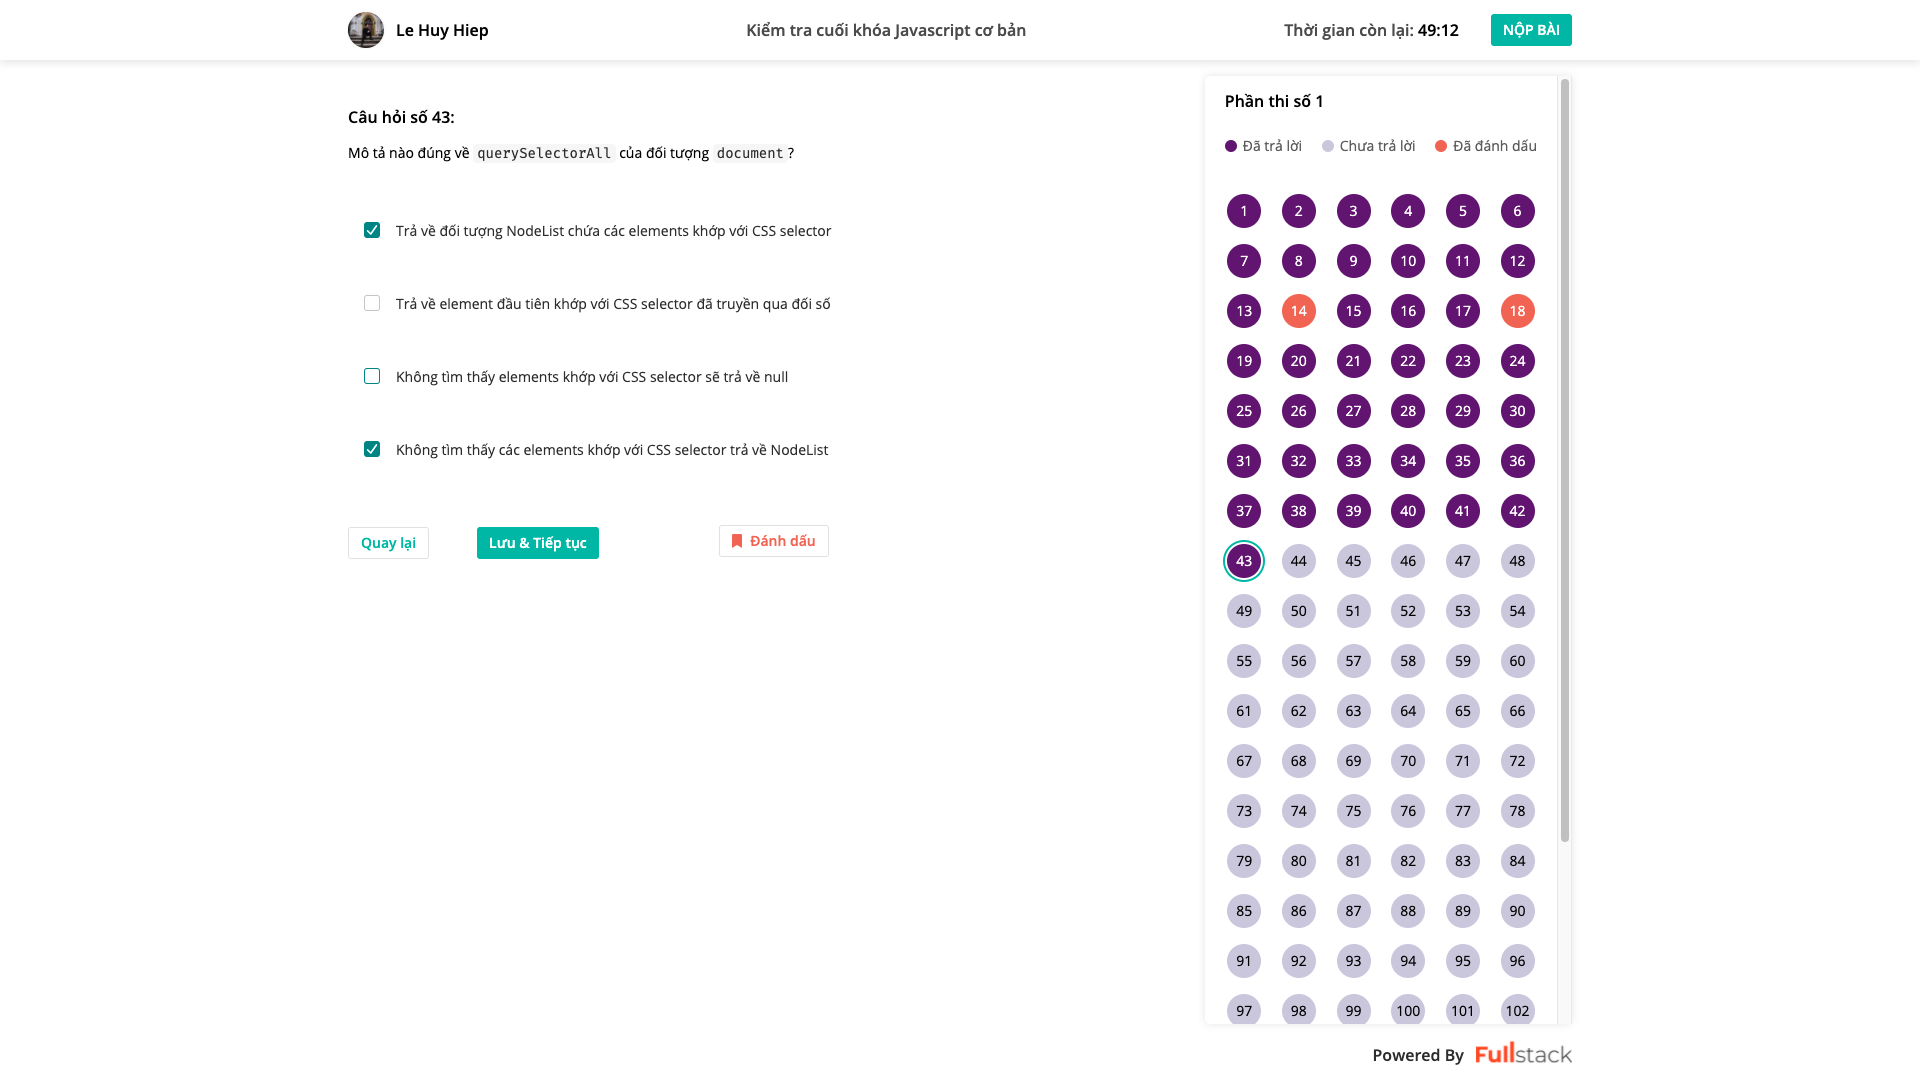 Le Huy Hiep
Kiểm tra cuối khóa Javascript cơ bản
Thời gian còn lại: 49:12
NỘP BÀI
Câu hỏi số 43:
Mô tả nào đúng về querySelectorAll của đối tượng document ?
Trả về đối tượng NodeList chứa các elements khớp với CSS selector
Trả về element đầu tiên khớp với CSS selector đã truyền qua đối số
Không tìm thấy elements khớp với CSS selector sẽ trả về null
Không tìm thấy các elements khớp với CSS selector trả về NodeList
Quay lại
Lưu & Tiếp tục
Đánh dấu
Phần thi số 1
Đã trả lời Chưa trả lời Đã đánh dấu
1 2 3 4 5 6
7 8 9 10 11 12
13 14 15 16 17 18
19 20 21 22 23 24
25 26 27 28 29 30
31 32 33 34 35 36
37 38 39 40 41 42
43 44 45 46 47 48
49 50 51 52 53 54
55 56 57 58 59 60
61 62 63 64 65 66
67 68 69 70 71 72
73 74 75 76 77 78
79 80 81 82 83 84
85 86 87 88 89 90
91 92 93 94 95 96
97 98 99 100 101 102
Powered By Fullstack